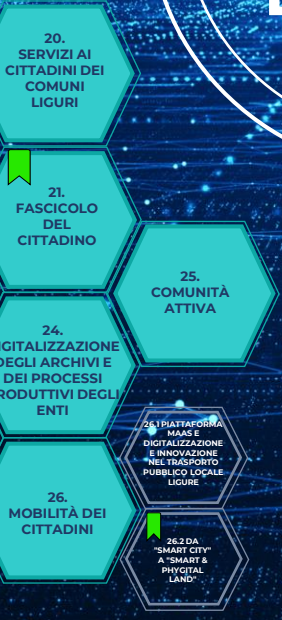 20.
SERVIZI AI
CITTADINI DEI
COMUNI
LIGURI
21.
FASCICOLO
DEL
CITTADINO
25.
COMUNITÀ
ATTIVA
24.
IGITALIZZAZIONE
DEGLI ARCHIVI E
DEI PROCESSI
RODUTTIVI DEGLI
ENTI
26.1 PIATTAFORMA
MAAS E
DIGITALIZZAZIONE
E INNOVAZIONE
NEL TRASPORTO
PUBBLICO LOCALE
LIGURE
26.
MOBILITÀ DEI
CITTADINI
26.2 DA
"SMART CITY"
A "SMART &
PHYGITAL
LAND"